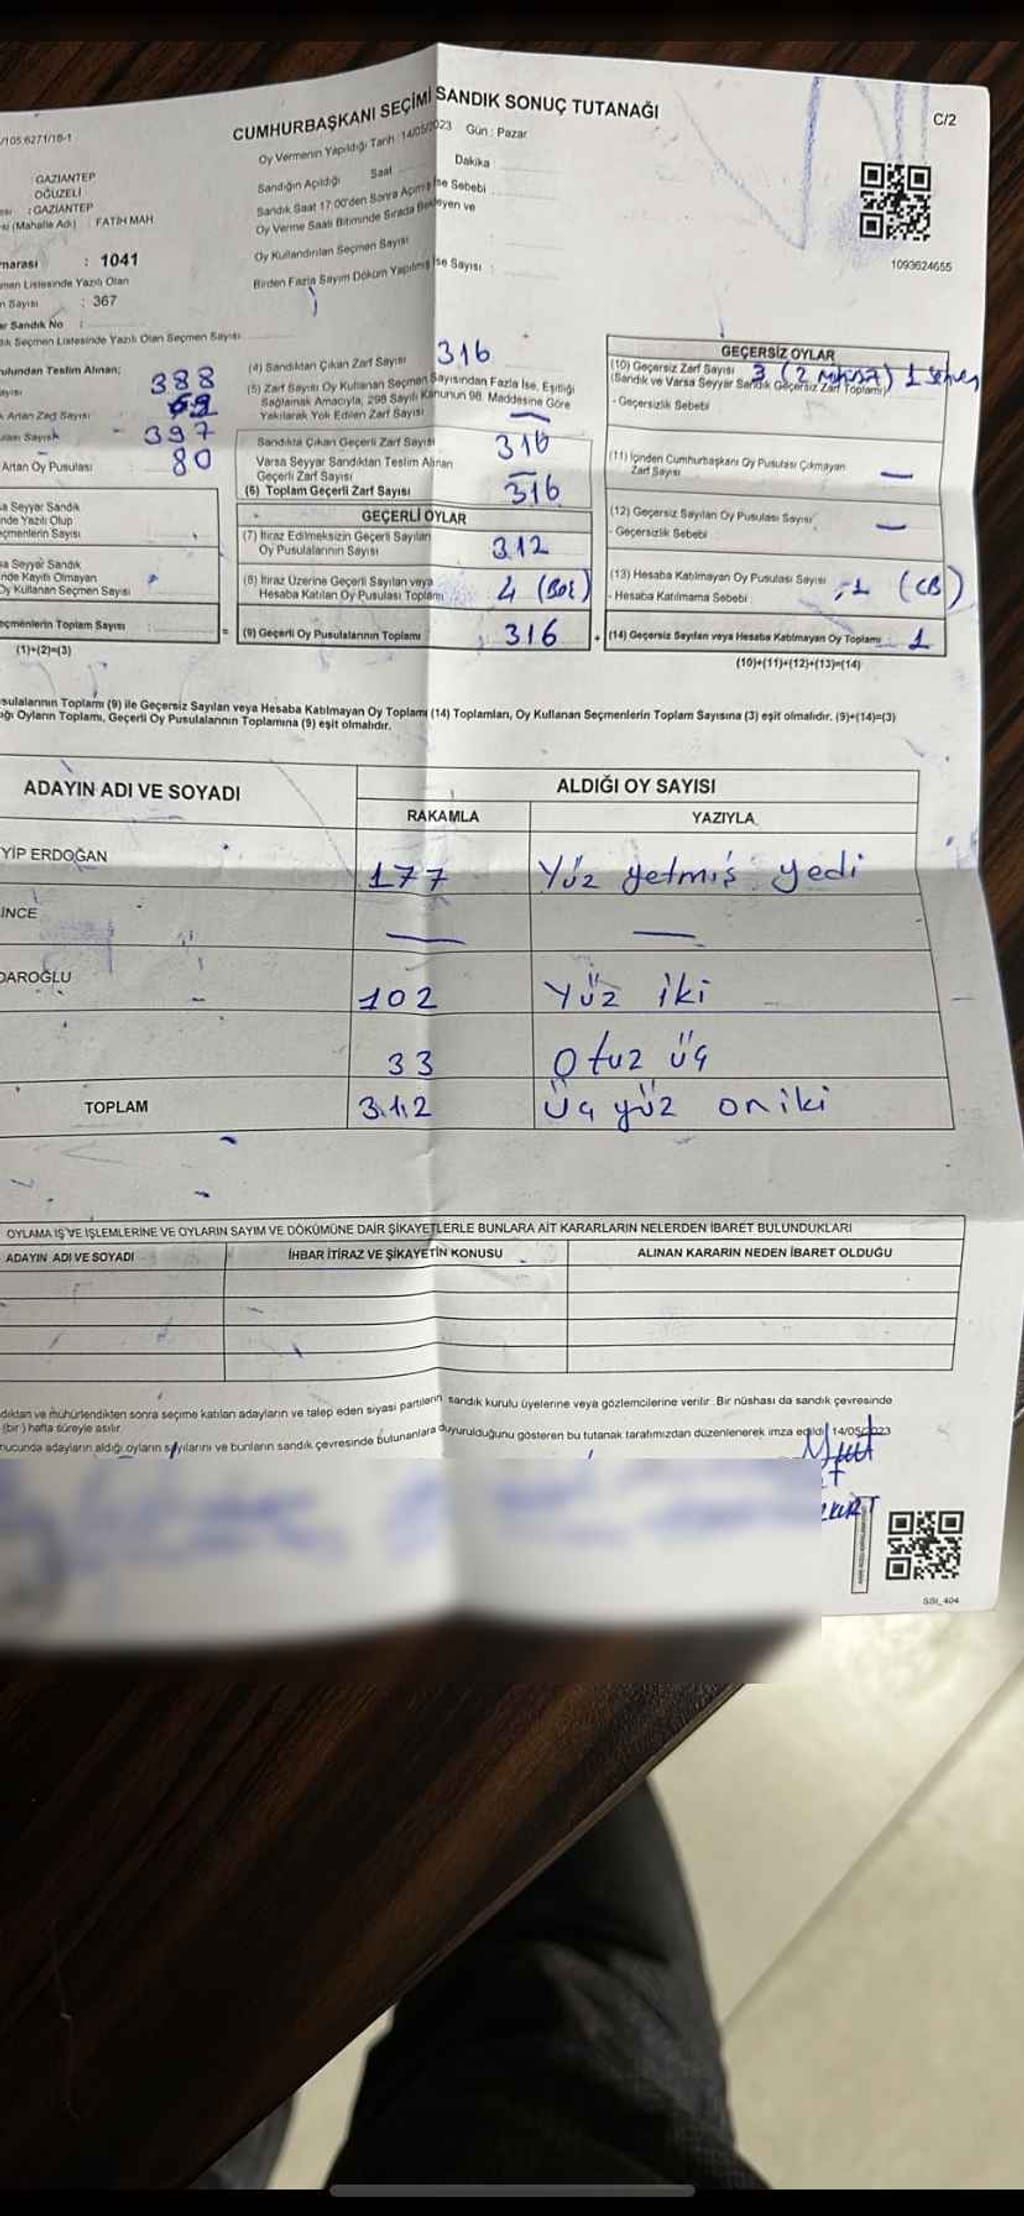 /105.6271/18-1
CUMHURBAŞKANI SEÇİMİ SANDIK SONUÇ TUTANAĞI
C/2
Oy Vermenin Yapıldığı Tarih : 14/05/2023 Gün : Pazar
GAZİANTEP
OĞUZELİ
: GAZİANTEP
(Mahalle Adı) FATİH MAH
Sandığın Açıldığı Saat Dakika
Sandık Saat 17:00'den Sonra Açılmış İse Sebebi
Oy Verme Saati Bitiminde Sırada Bekleyen ve
Oy Kullandırılan Seçmen Sayısı
Birden Fazla Sayım Döküm Yapılmış İse Sayısı :
1093624655
marası : 1041
men Listesinde Yazılı Olan
n Sayısı : 367
ar Sandık No :
ık Seçmen Listesinde Yazılı Olan Seçmen Sayısı
ulundan Teslim Alınan;
ayısı 388
Artan Zarf Sayısı 69
ulası Sayısı - 397
Artan Oy Pusulası 80
(4) Sandıktan Çıkan Zarf Sayısı 316
(5) Zarf Sayısı Oy Kullanan Seçmen Sayısından Fazla İse, Eşitliği
Sağlamak Amacıyla, 298 Sayılı Kanunun 98. Maddesine Göre
Yakılarak Yok Edilen Zarf Sayısı —
Sandıkta Çıkan Geçerli Zarf Sayısı 316
Varsa Seyyar Sandıktan Teslim Alınan
Geçerli Zarf Sayısı —
(6) Toplam Geçerli Zarf Sayısı 316
GEÇERLİ OYLAR
(7) İtiraz Edilmeksizin Geçerli Sayılan
Oy Pusulalarının Sayısı 312
(8) İtiraz Üzerine Geçerli Sayılan veya
Hesaba Katılan Oy Pusulası Toplamı 4 (Boş)
(9) Geçerli Oy Pusulalarının Toplamı 316
GEÇERSİZ OYLAR
(10) Geçersiz Zarf Sayısı 3 (2 ) 1
(Sandık ve Varsa Seyyar Sandık Geçersiz Zarf Toplamı)
- Geçersizlik Sebebi
(11) İçinden Cumhurbaşkanı Oy Pusulası Çıkmayan
Zarf Sayısı —
(12) Geçersiz Sayılan Oy Pusulası Sayısı —
- Geçersizlik Sebebi
(13) Hesaba Katılmayan Oy Pusulası Sayısı 1 (CB)
- Hesaba Katılmama Sebebi
+ (14) Geçersiz Sayılan veya Hesaba Katılmayan Oy Toplamı 1
(10)+(11)+(12)+(13)=(14)
sa Seyyar Sandık
nde Yazılı Olup
eçmenlerin Sayısı
sa Seyyar Sandık
nde Kayıtlı Olmayan
Oy Kullanan Seçmen Sayısı
eçmenlerin Toplam Sayısı =
(1)+(2)=(3)
sulalarının Toplamı (9) ile Geçersiz Sayılan veya Hesaba Katılmayan Oy Toplamı (14) Toplamları, Oy Kullanan Seçmenlerin Toplam Sayısına (3) eşit olmalıdır. (9)+(14)=(3)
ğı Oyların Toplamı, Geçerli Oy Pusulalarının Toplamına (9) eşit olmalıdır.
ADAYIN ADI VE SOYADI ALDIĞI OY SAYISI
RAKAMLA YAZIYLA
YİP ERDOĞAN 177 Yüz yetmiş yedi
İNCE — —
DAROĞLU 102 Yüz iki
33 Otuz üç
TOPLAM 312 Üç yüz oniki
OYLAMA İŞ VE İŞLEMLERİNE VE OYLARIN SAYIM VE DÖKÜMÜNE DAİR ŞİKAYETLERLE BUNLARA AİT KARARLARIN NELERDEN İBARET BULUNDUKLARI
ADAYIN ADI VE SOYADI İHBAR İTİRAZ VE ŞİKAYETİN KONUSU ALINAN KARARIN NEDEN İBARET OLDUĞU
dıktan ve mühürlendikten sonra seçime katılan adayların ve talep eden siyasi partilerin sandık kurulu üyelerine veya gözlemcilerine verilir. Bir nüshası da sandık çevresinde
(bir) hafta süreyle asılır.
nucunda adayların aldığı oyların sayılarını ve bunların sandık çevresinde bulunanlara duyurulduğunu gösteren bu tutanak tarafımızdan düzenlenerek imza edildi. 14/05/2023
SSI_404